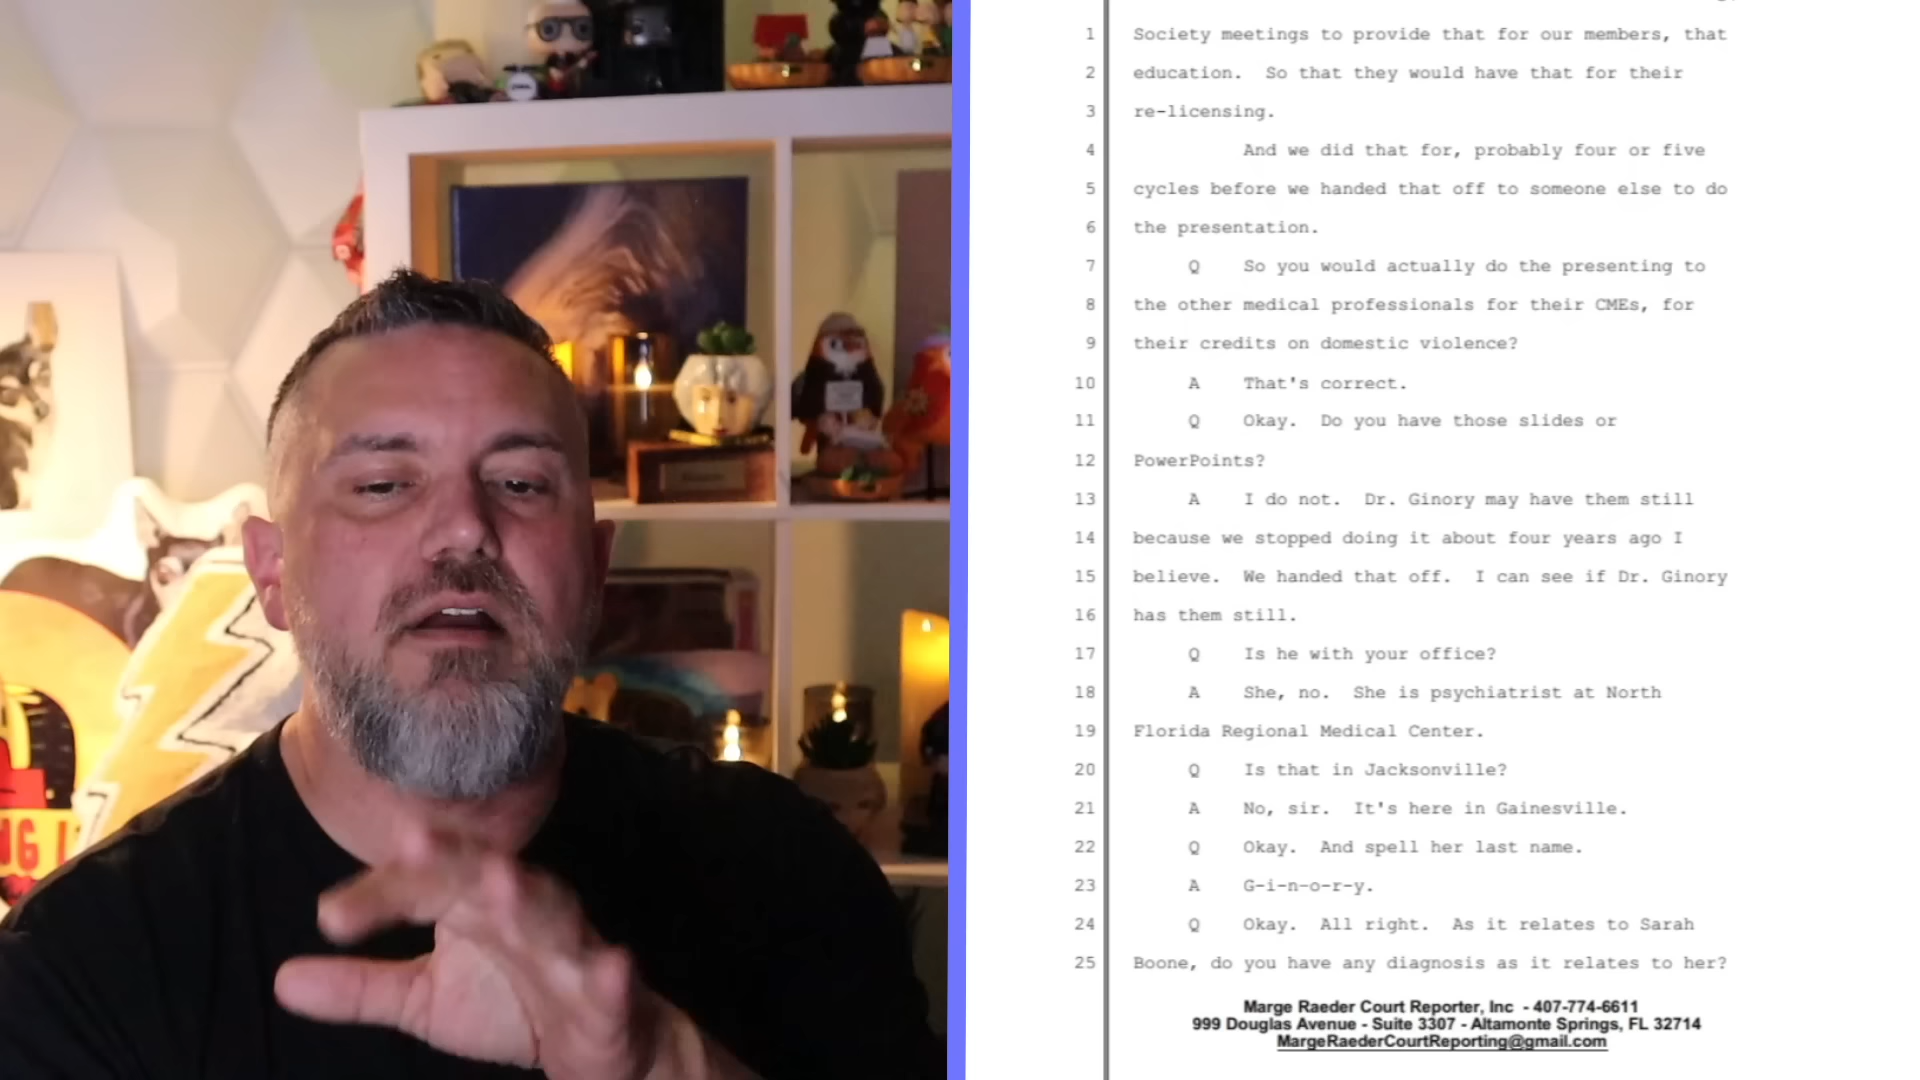 1 Society meetings to provide that for our members, that
2 education. So that they would have that for their
3 re-licensing.
4 And we did that for, probably four or five
5 cycles before we handed that off to someone else to do
6 the presentation.
7 Q So you would actually do the presenting to
8 the other medical professionals for their CMEs, for
9 their credits on domestic violence?
10 A That's correct.
11 Q Okay. Do you have those slides or
12 PowerPoints?
13 A I do not. Dr. Ginory may have them still
14 because we stopped doing it about four years ago I
15 believe. We handed that off. I can see if Dr. Ginory
16 has them still.
17 Q Is he with your office?
18 A She, no. She is psychiatrist at North
19 Florida Regional Medical Center.
20 Q Is that in Jacksonville?
21 A No, sir. It's here in Gainesville.
22 Q Okay. And spell her last name.
23 A G-i-n-o-r-y.
24 Q Okay. All right. As it relates to Sarah
25 Boone, do you have any diagnosis as it relates to her?
Marge Raeder Court Reporter, Inc - 407-774-6611
999 Douglas Avenue - Suite 3307 - Altamonte Springs, FL 32714
MargeRaederCourtReporting@gmail.com